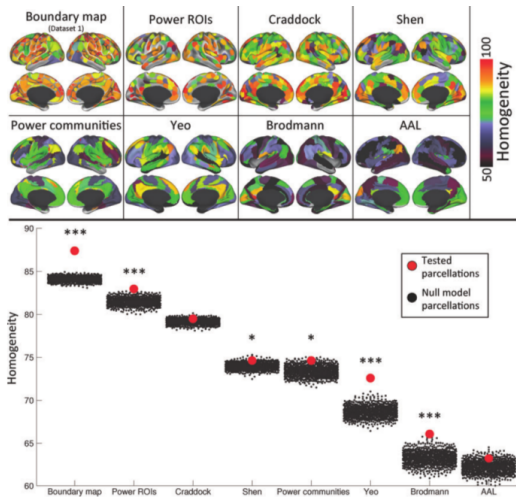 Boundary map
(Dataset 1)
Power ROIs
Craddock
Shen
Power communities
Yeo
Brodmann
AAL
100
Homogeneity
50
90
85
80
75
70
65
60
Homogeneity
***
***
*
*
***
***
Tested
parcellations
Null model
parcellations
Boundary map
Power ROIs
Craddock
Shen
Power communities
Yeo
Brodmann
AAL